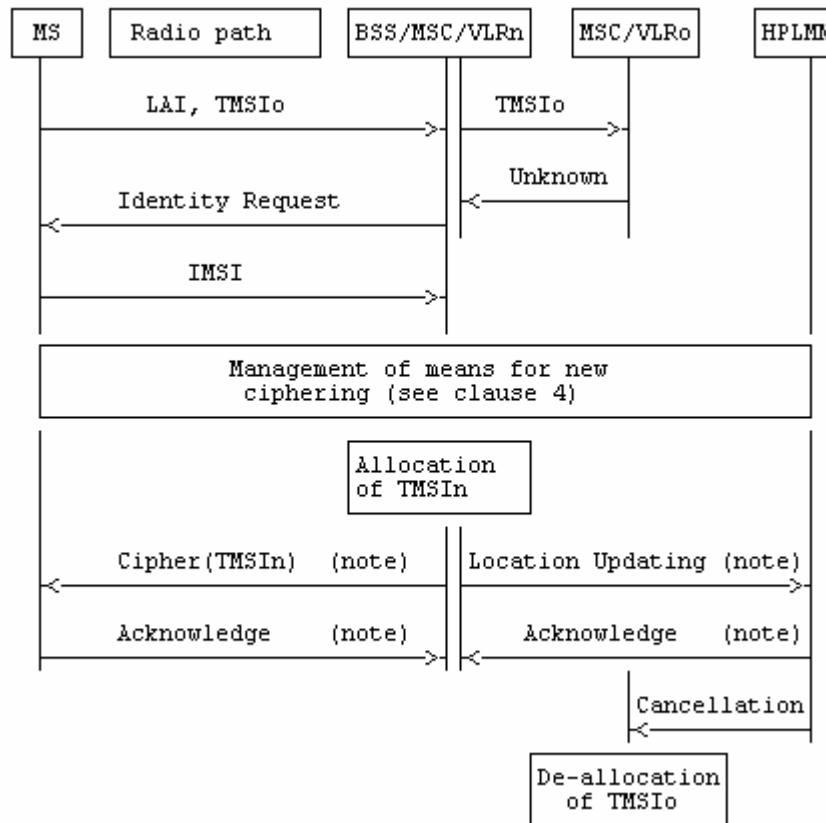 MS
Radio path
BSS/MSC/VLRn
MSC/VLRo
HPLMN
LAI, TMSIo
TMSIo
Unknown
Identity Request
IMSI
Management of means for new
ciphering (see clause 4)
Allocation
of TMSIn
Cipher(TMSIn) (note)
Location Updating (note)
Acknowledge (note)
Acknowledge (note)
Cancellation
De-allocation
of TMSIo